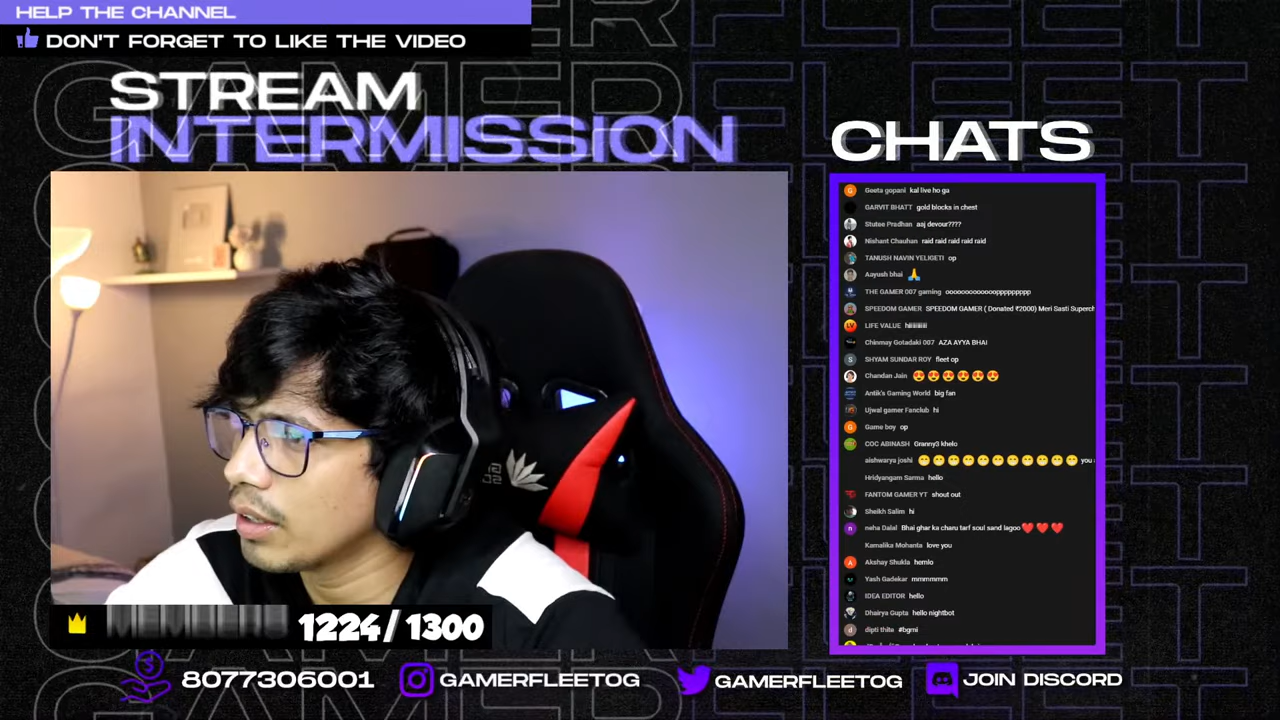 HELP THE CHANNEL
DON'T FORGET TO LIKE THE VIDEO
STREAM
INTERMISSION
CHATS
Geeta gopani kal live ho ga
GARVIT BHATT gold blocks in chest
Stutee Pradhan aaj devour????
Nishant Chauhan raid raid raid raid raid
TANUSH NAVIN YELIGETI op
Aayush bhai 🙏
THE GAMER 007 gaming
SPEEDOM GAMER SPEEDOM GAMER ( Donated ₹2000) Meri Sasti Superch
LIFE VALUE
Chinmay Gotadaki 007 AZA AYYA BHAI
SHYAM SUNDAR ROY fleet op
Chandan Jain 😍😍😍😍😍😍
Antik's Gaming World big fan
Ujwal gamer Fanclub hi
Game boy op
COC ABINASH Granny3 khelo
aishwarya joshi 😁😁😁😁😁😁😁😁😁😁😁 you
Hridyangam Sarma hello
FANTOM GAMER YT shout out
Sheikh Salim hi
neha Dalal Bhai ghar ka charu tarf soul sand lagoo❤️❤️❤️
Kamalika Mohanta love you
Akshay Shukla hemlo
Yash Gadekar mmmmmm
IDEA EDITOR hello
Dhairya Gupta hello nightbot
dipti thite #bgmi
1224/1300
8077306001
GAMERFLEETOG
GAMERFLEETOG
JOIN DISCORD
GAMERFLEET